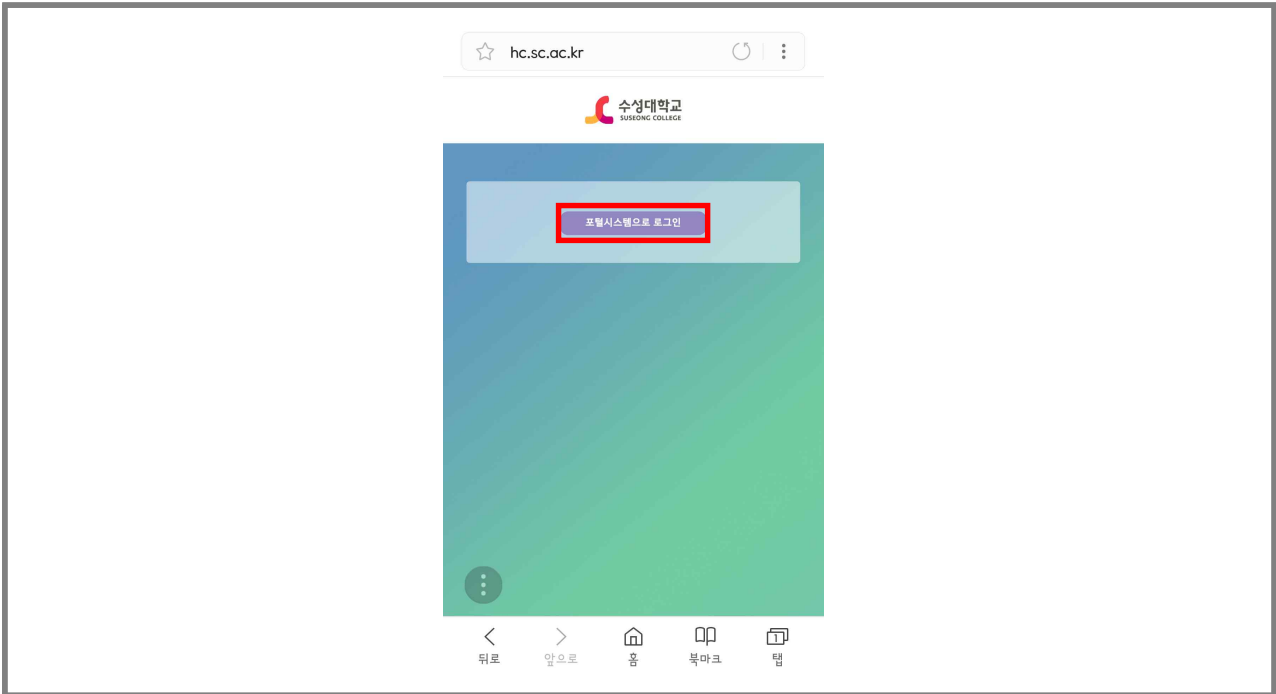 hc.sc.ac.kr
수성대학교
SUSEONG COLLEGE
포털시스템으로 로그인
1
뒤로 앞으로 홈 북마크 탭